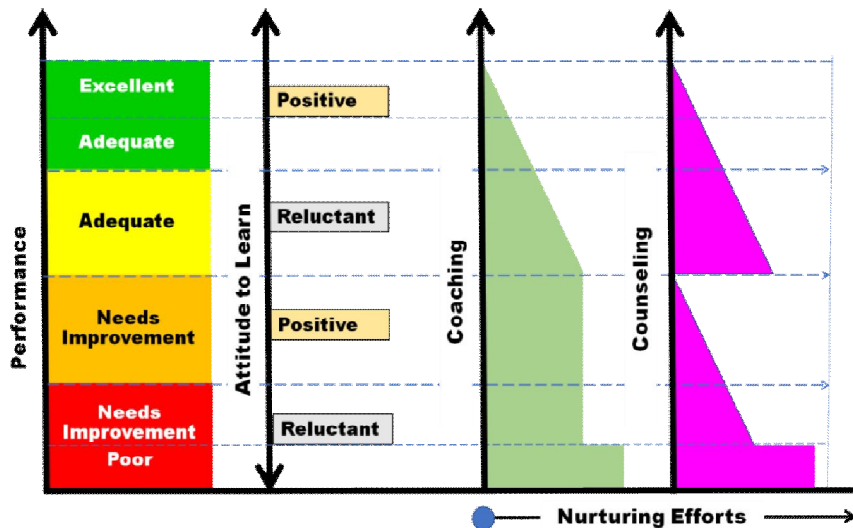 Performance
Excellent
Adequate
Adequate
Needs
Improvement
Needs
Improvement
Poor
Attitude to Learn
Positive
Reluctant
Positive
Reluctant
Coaching
Counseling
Nurturing Efforts